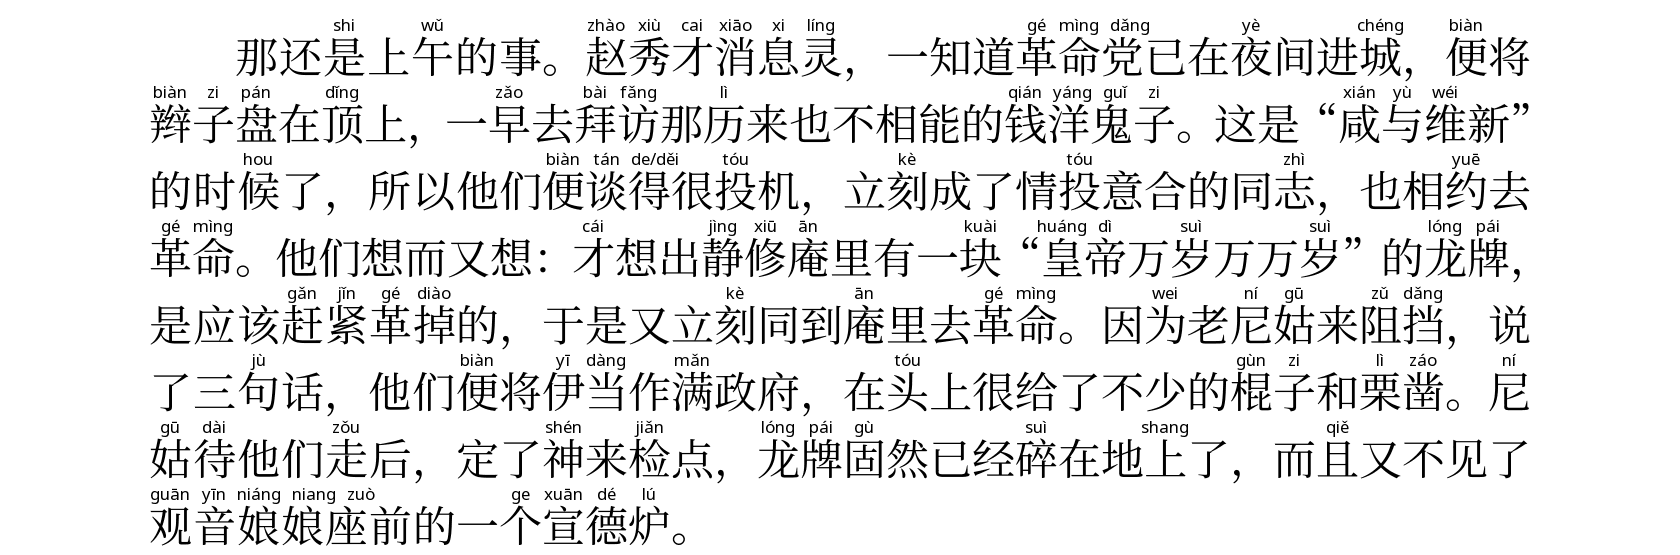 shi wǔ zhào xiù cai xiāo xi líng gé mìng dǎng yè chéng biàn
那还是上午的事。赵秀才消息灵，一知道革命党已在夜间进城，便将
biàn zi pán dǐng zǎo bài fǎng lì qián yáng guǐ zi xián yù wéi
辫子盘在顶上，一早去拜访那历来也不相能的钱洋鬼子。这是“咸与维新”
hou biàn tán de/děi tóu kè tóu zhì yuē
的时候了，所以他们便谈得很投机，立刻成了情投意合的同志，也相约去
gé mìng cái jìng xiū ān kuài huáng dì suì suì lóng pái
革命。他们想而又想：才想出静修庵里有一块“皇帝万岁万万岁”的龙牌，
gǎn jǐn gé diào kè ān gé mìng wei ní gū zǔ dǎng
是应该赶紧革掉的，于是又立刻同到庵里去革命。因为老尼姑来阻挡，说
jù biàn yī dàng mǎn tóu gùn zi lì záo ní
了三句话，他们便将伊当作满政府，在头上很给了不少的棍子和栗凿。尼
gū dài zǒu shén jiǎn lóng pái gù suì shang qiě
姑待他们走后，定了神来检点，龙牌固然已经碎在地上了，而且又不见了
guān yīn niáng niang zuò ge xuān dé lú
观音娘娘座前的一个宣德炉。